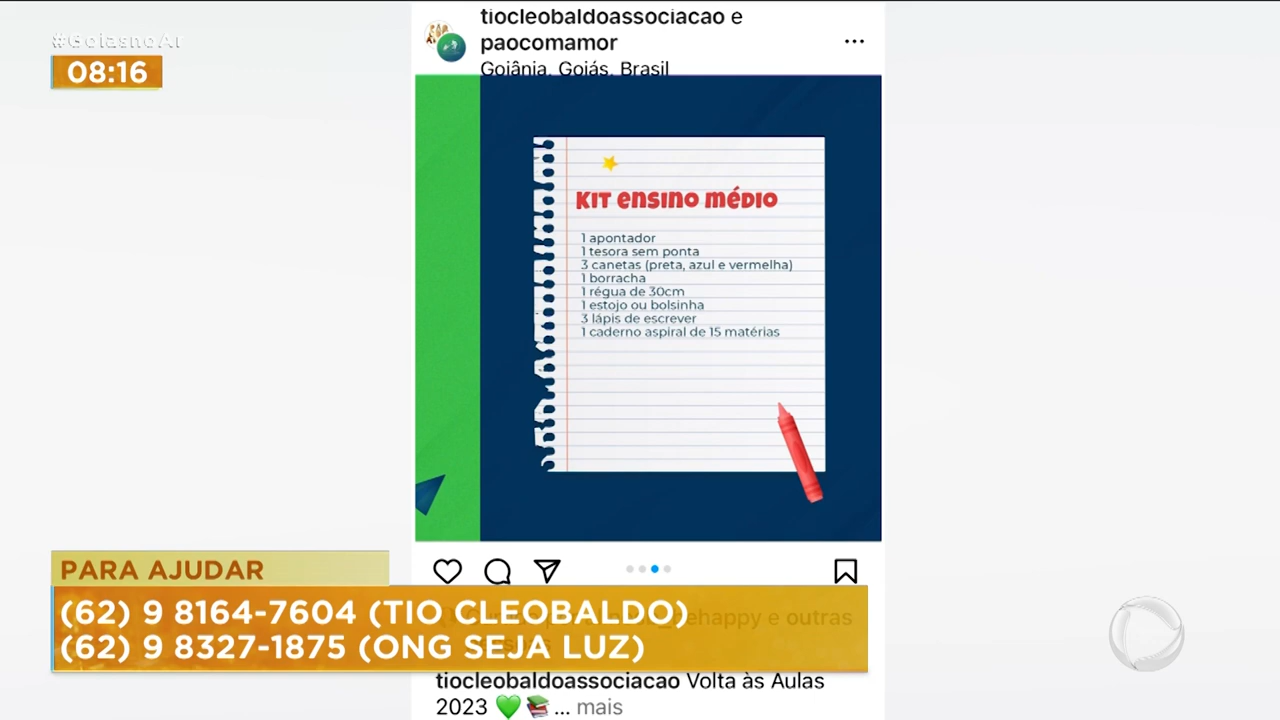 #GoiasnoAr
08:16
tiocleobaldoassociacao e
paocomamor
Goiânia, Goiás, Brasil
KIT ENSINO MÉDIO
1 apontador
1 tesora sem ponta
3 canetas (preta, azul e vermelha)
1 borracha
1 régua de 30cm
1 estojo ou bolsinha
3 lápis de escrever
1 caderno aspiral de 15 matérias
PARA AJUDAR
(62) 9 8164-7604 (TIO CLEOBALDO)
(62) 9 8327-1875 (ONG SEJA LUZ)
ehappy e outras
tiocleobaldoassociacao Volta às Aulas
2023 💚📚 ... mais